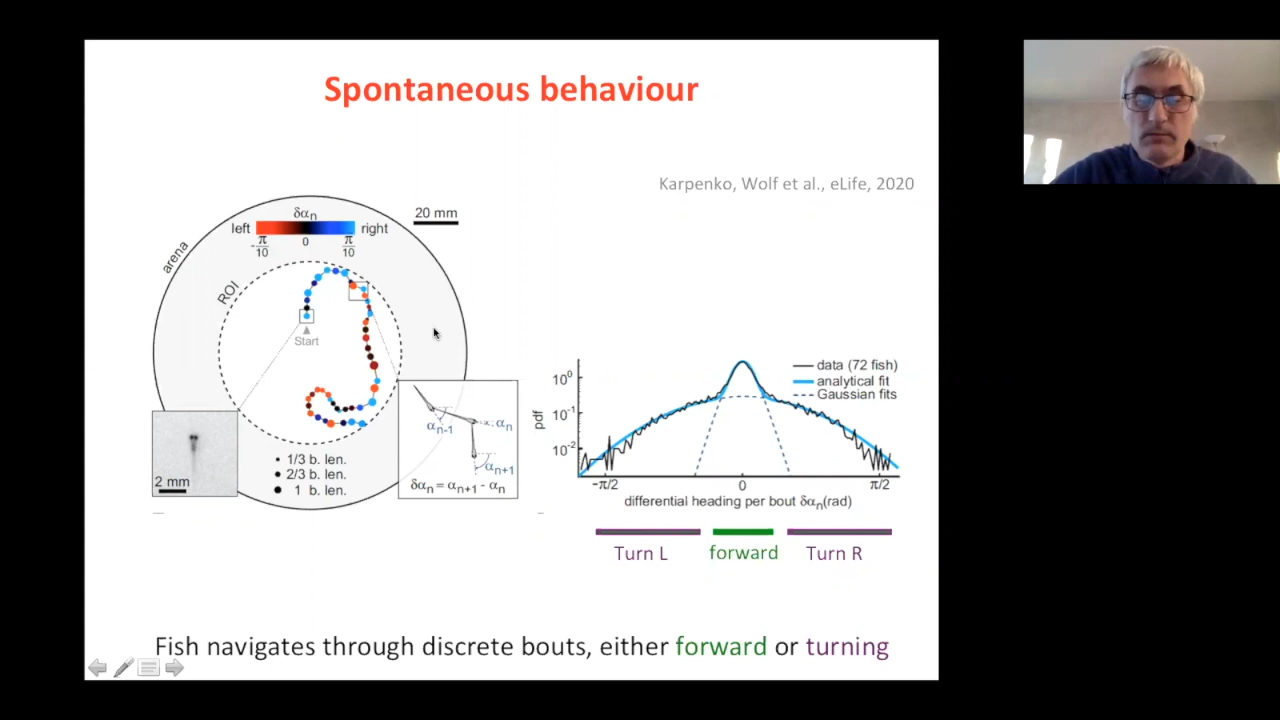 Spontaneous behaviour
Karpenko, Wolf et al., eLife, 2020
δαn
20 mm
left
right
-π/10
0
π/10
arena
ROI
Start
2 mm
1/3 b. len.
2/3 b. len.
1 b. len.
αn-1
αn
αn+1
δαn = αn+1 - αn
data (72 fish)
analytical fit
Gaussian fits
pdf
10^0
10^-1
10^-2
−π/2
0
π/2
differential heading per bout δαn(rad)
Turn L
forward
Turn R
Fish navigates through discrete bouts, either forward or turning